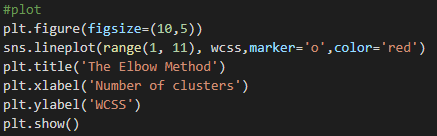 #plot
plt.figure(figsize=(10,5))
sns.lineplot(range(1, 11), wcss,marker='o',color='red')
plt.title('The Elbow Method')
plt.xlabel('Number of clusters')
plt.ylabel('WCSS')
plt.show()